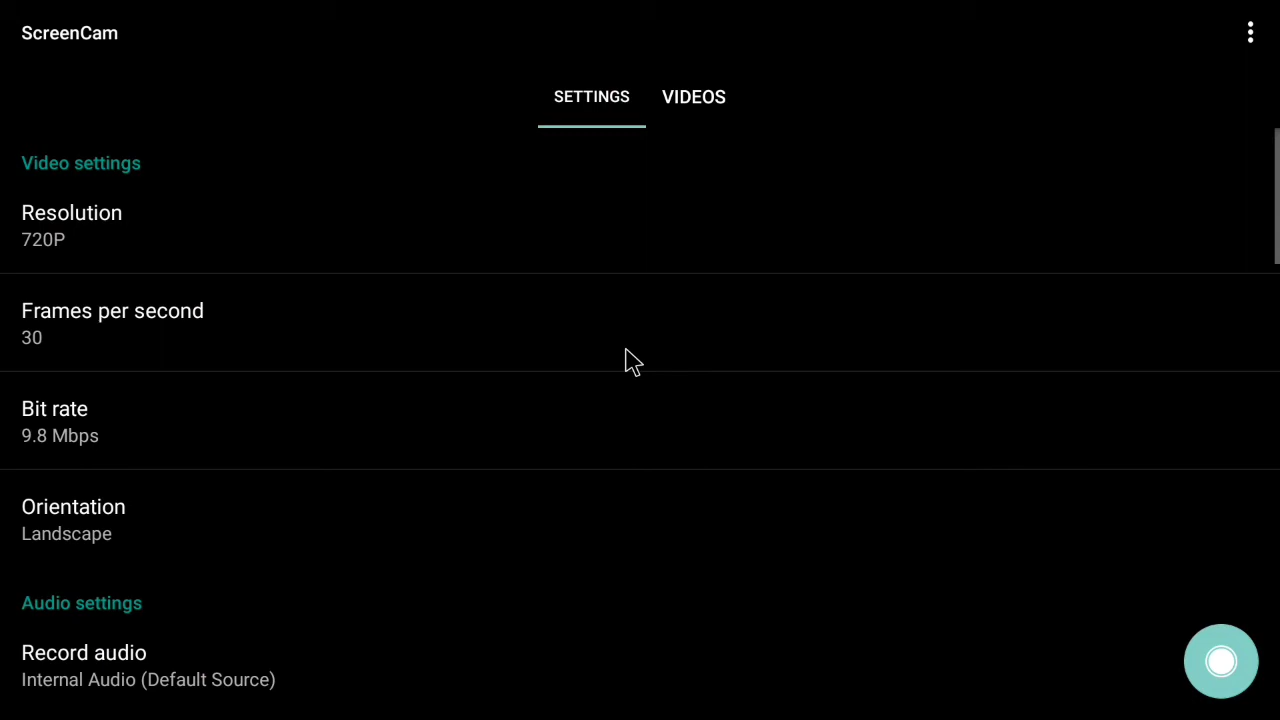 ScreenCam
SETTINGS
VIDEOS
Video settings
Resolution
720P
Frames per second
30
Bit rate
9.8 Mbps
Orientation
Landscape
Audio settings
Record audio
Internal Audio (Default Source)